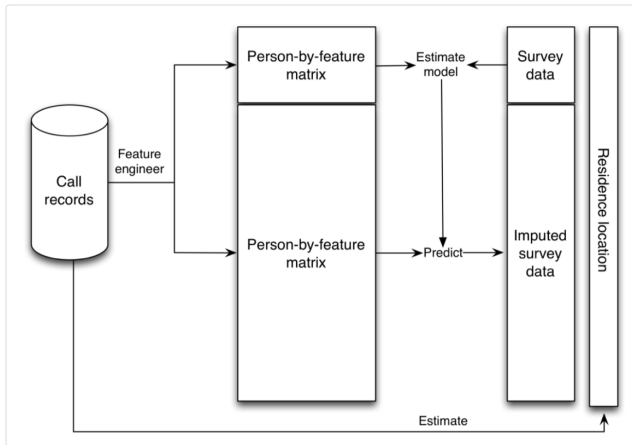 Person-by-feature
matrix
Estimate
model
Survey
data
Feature
engineer
Call
records
Person-by-feature
matrix
Predict
Imputed
survey
data
Residence location
Estimate